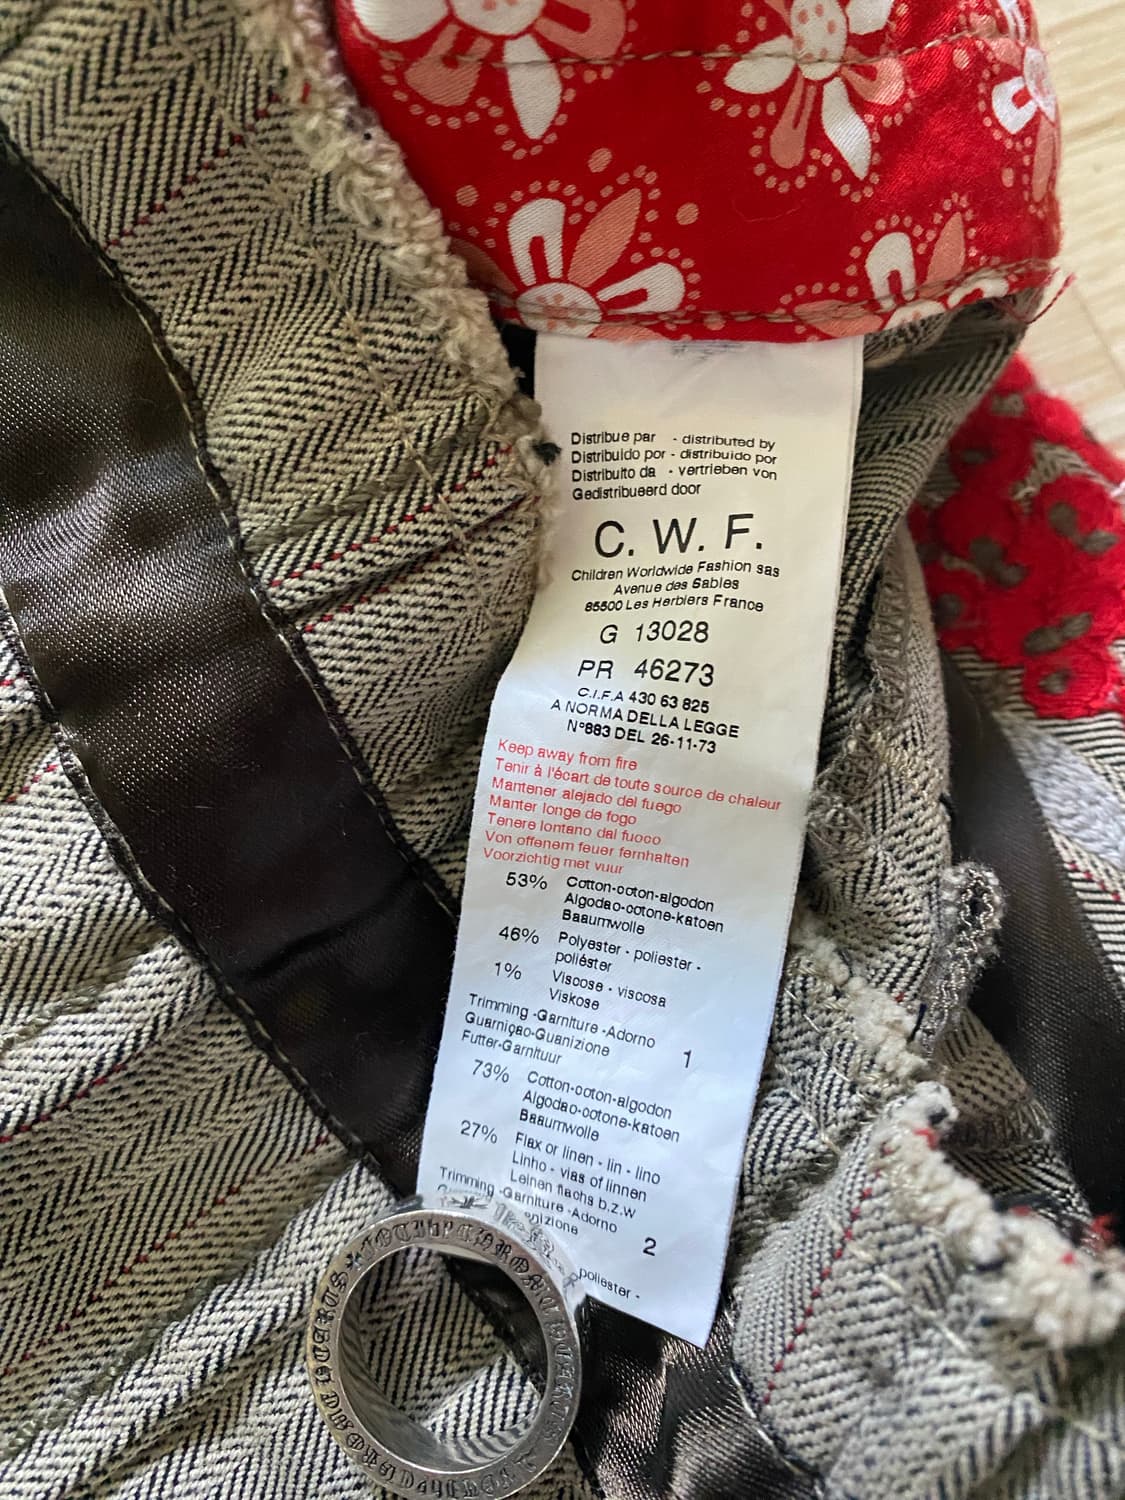 Distribue par - distributed by
Distribuido por - distribuido por
Distribuito da - vertrieben von
Gedistribueerd door
C. W. F.
Children Worldwide Fashion sas
Avenue des Sables
85500 Les Herbiers France
G 13028
PR 46273
C.I.F.A 430 63 825
A NORMA DELLA LEGGE
N°883 DEL 26-11-73
Keep away from fire
Tenir à l'écart de toute source de chaleur
Mantener alejado del fuego
Manter longe de fogo
Tenere lontano dal fuoco
Von offenem feuer fernhalten
Voorzichtig met vuur
53% Cotton-coton-algodon
Algodao-cotone-katoen
Baaumwolle
46% Polyester - poliester -
poliéster
1% Viscose - viscosa
Viskose
Trimming -Garniture -Adorno
Guarniçao-Guanizione 1
Futter-Garnituur
73% Cotton-coton-algodon
Algodao-cotone-katoen
Baaumwolle
27% Flax or linen - lin - lino
Linho - vias of linnen
Leinen flachs b.z.w
Trimming -Garniture -Adorno
anizione 2
poliester -